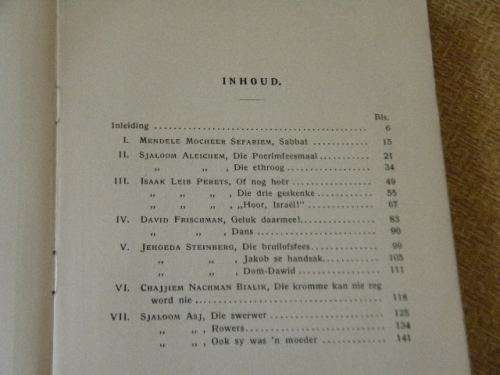 INHOUD.
Bls.
Inleiding ........................................ 6
I. MENDELE MOCHEER SEFARIEM, Sabbat .............. 15
II. SJALOOM ALEICHEM, Die Poerimfeesmaal ......... 21
„ „ , Die ethroog ............... 34
III. ISAAK LEIB PERETS, Of nog hoër .............. 49
„ „ „ , Die drie geskenke ........ 55
„ „ „ , „Hoor, Israël!" ......... 67
IV. DAVID FRISCHMAN, Geluk daarmee! .............. 83
„ „ , Dans ...................... 90
V. JEHOEDA STEINBERG, Die bruilofsfees ........... 99
„ „ , Jakob se handsak ........... 105
„ „ , Dom-Dawid .................. 111
VI. CHAJJIEM NACHMAN BIALIK, Die kromme kan nie reg
word nie .................................... 118
VII. SJALOOM ASJ, Die swerwer .................... 125
„ „ , Rowers ..................... 134
„ „ , Ook sy was 'n moeder ....... 141